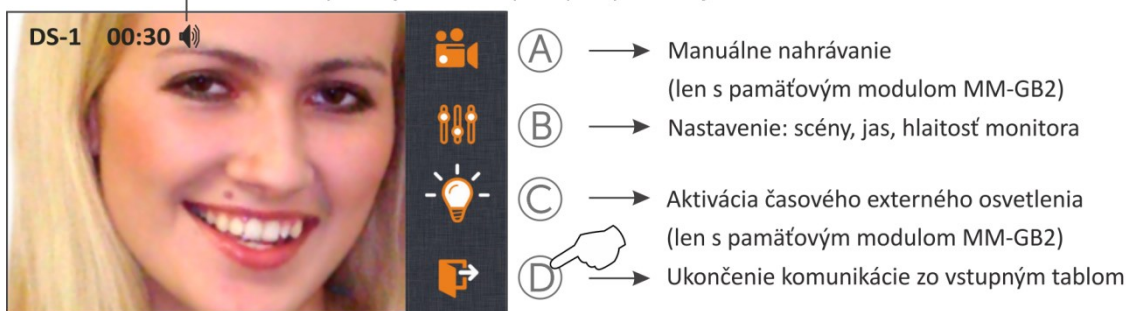 DS-1 00:30
A Manuálne nahrávanie
(len s pamäťovým modulom MM-GB2)
B Nastavenie: scény, jas, hlaitosť monitora
C Aktivácia časového externého osvetlenia
(len s pamäťovým modulom MM-GB2)
D Ukončenie komunikácie zo vstupným tablom